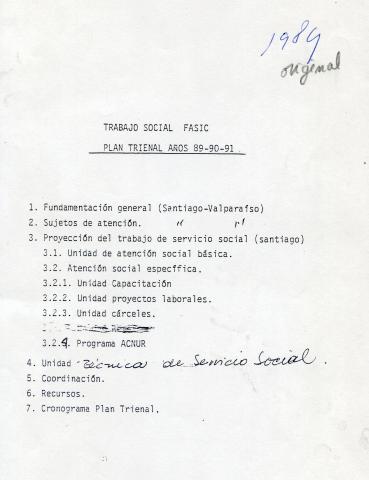 1989
original
TRABAJO SOCIAL FASIC
PLAN TRIENAL AROS 89-90-91.
1. Fundamentación general (Santiago-Valparaíso)
2. Sujetos de atención. " "
3. Proyección del trabajo de servicio social (santiago)
3.1. Unidad de atención social básica.
3.2. Atención social específica.
3.2.1. Unidad Capacitación
3.2.2. Unidad proyectos laborales.
3.2.3. Unidad cárceles.
3.2.4. Programa ACNUR
4. Unidad Técnica de Servicio Social.
5. Coordinación.
6. Recursos.
7. Cronograma Plan Trienal.